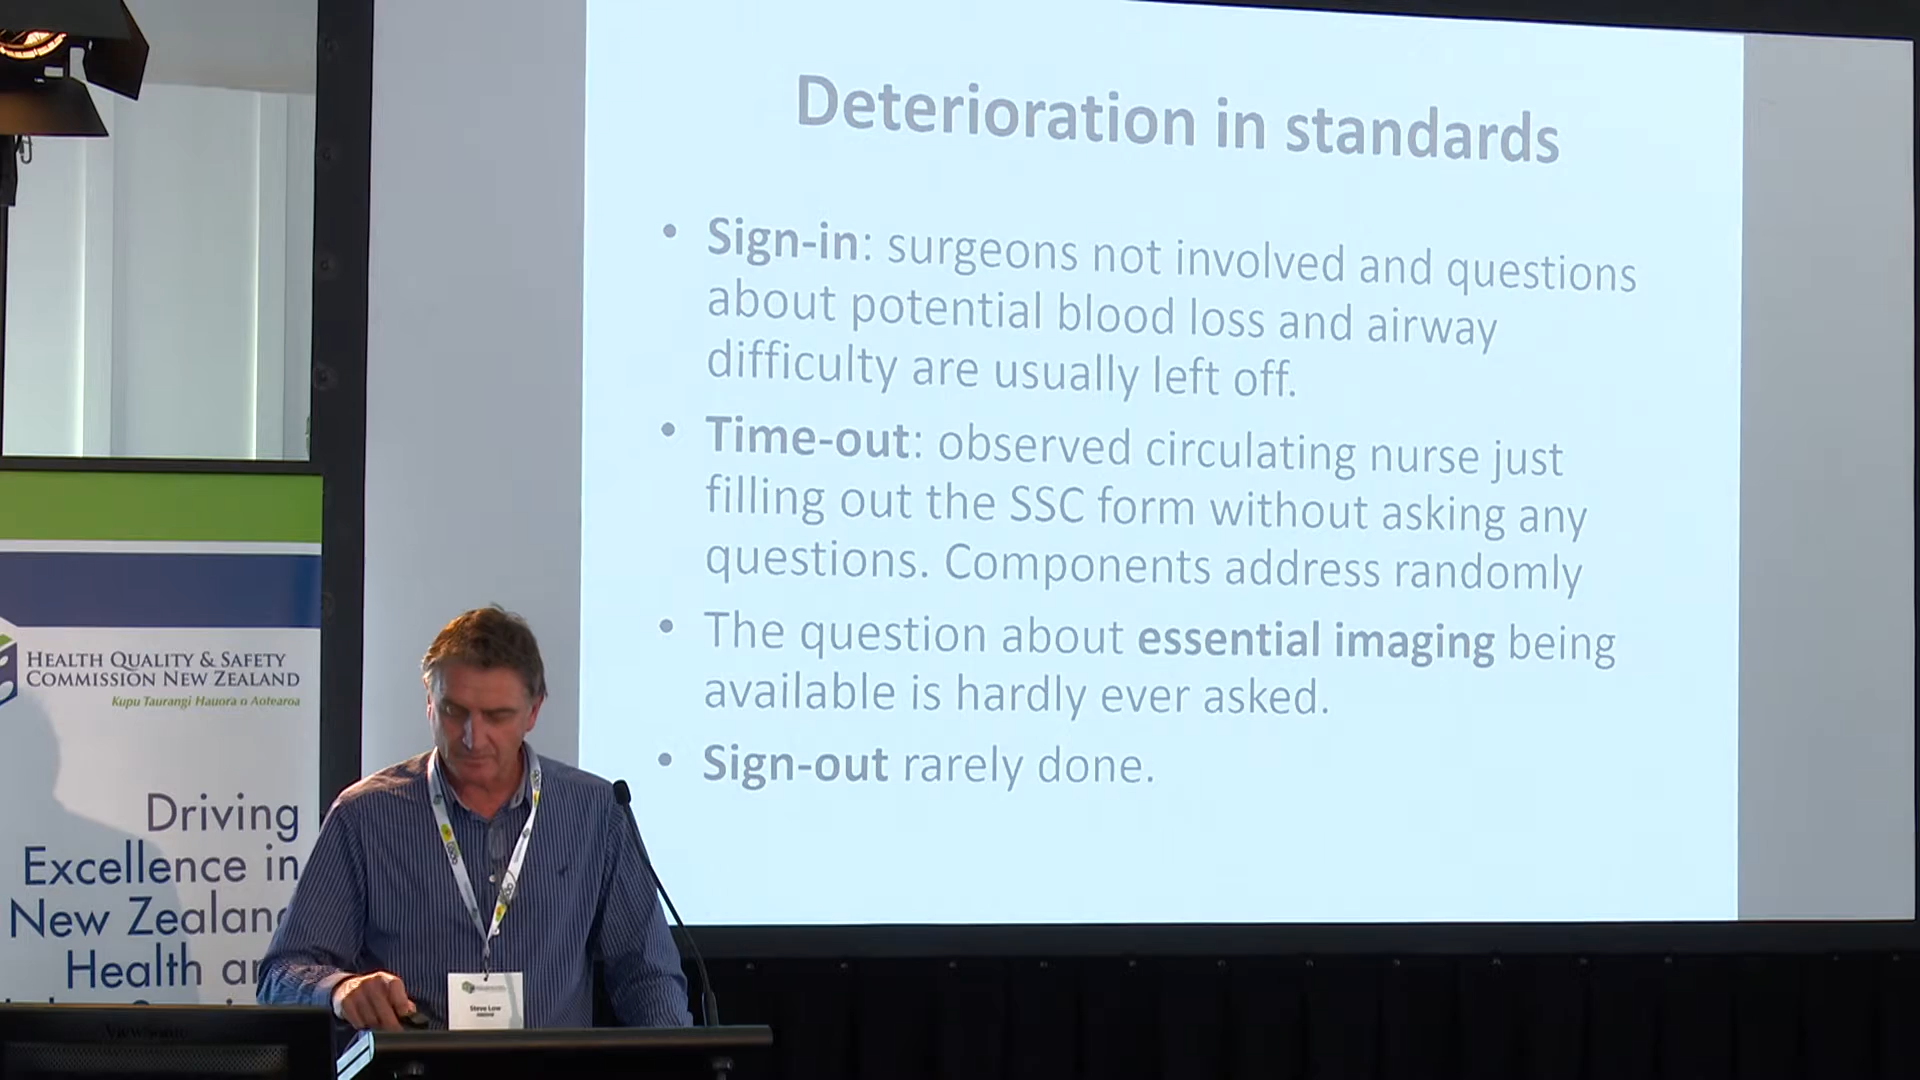 Deterioration in standards
• Sign-in: surgeons not involved and questions
about potential blood loss and airway
difficulty are usually left off.
• Time-out: observed circulating nurse just
filling out the SSC form without asking any
questions. Components address randomly
• The question about essential imaging being
available is hardly ever asked.
• Sign-out rarely done.
HEALTH QUALITY & SAFETY
COMMISSION NEW ZEALAND
Kupu Taurangi Hauora o Aotearoa
Driving
Excellence in
New Zealand
Health
Steve Low
ViewSonic